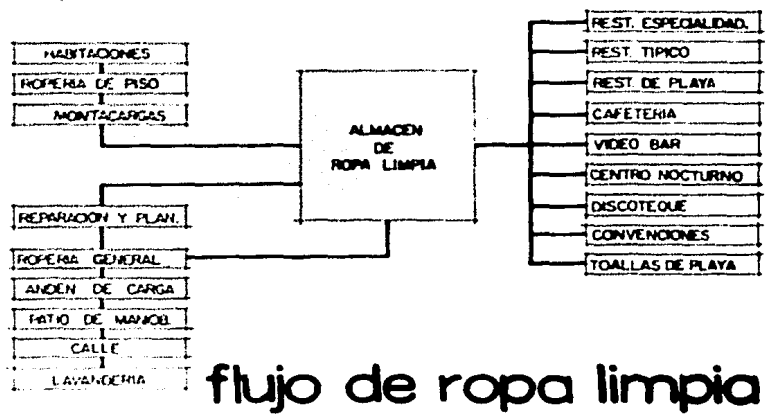 HABITACIONES
ROPERIA DE PISO
MONTACARGAS
REPARACION Y PLAN.
ROPERIA GENERAL
ANDEN DE CARGA
PATIO DE MANIOB.
CALLE
LAVANDERIA
ALMACEN
DE
ROPA LIMPIA
REST. ESPECIALIDAD.
REST. TIPICO
REST. DE PLAYA
CAFETERIA
VIDEO BAR
CENTRO NOCTURNO
DISCOTEQUE
CONVENCIONES
TOALLAS DE PLAYA
flujo de ropa limpia